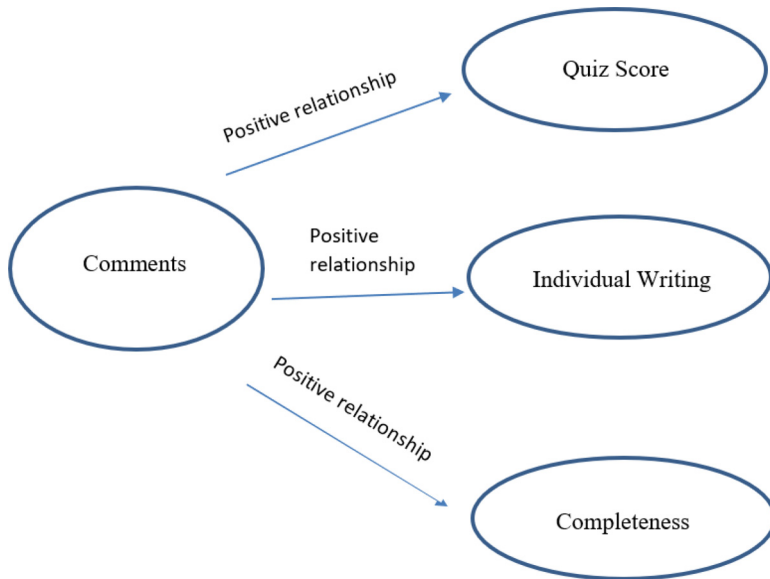 Quiz Score
Positive relationship
Comments
Positive
relationship
Individual Writing
Positive relationship
Completeness